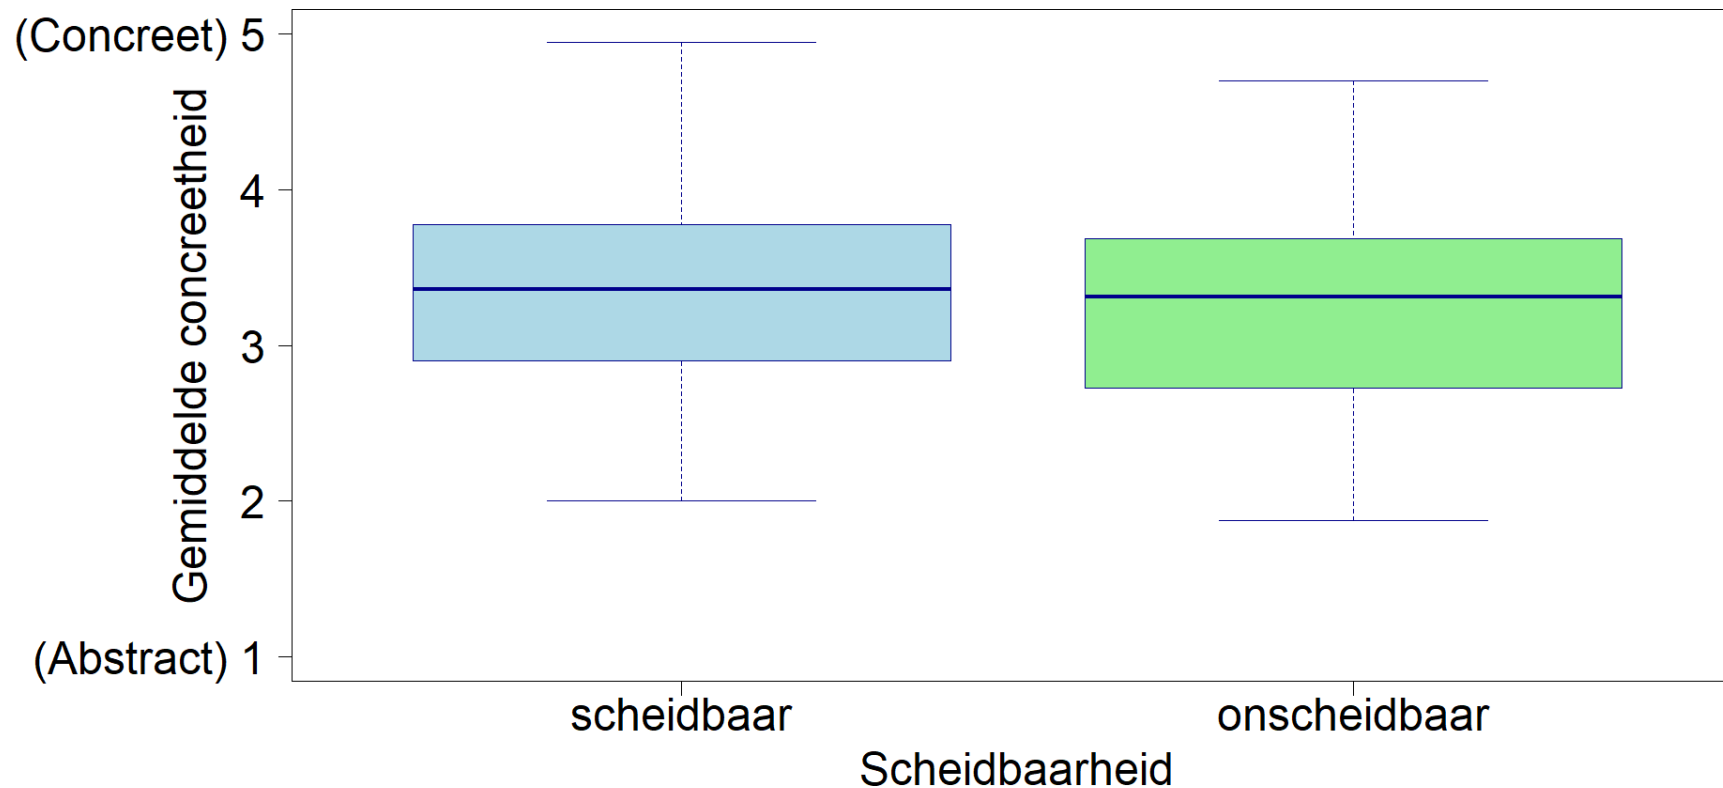 (Concreet) 5
4
3
2
(Abstract) 1
Gemiddelde concreetheid
scheidbaar
onscheidbaar
Scheidbaarheid